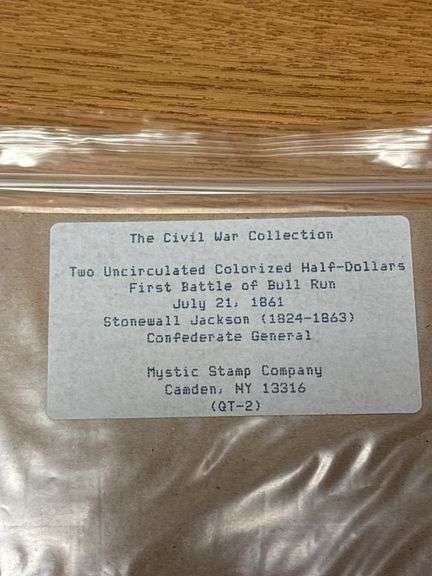 The Civil War Collection
Two Uncirculated Colorized Half-Dollars
First Battle of Bull Run
July 21, 1861
Stonewall Jackson (1824-1863)
Confederate General
Mystic Stamp Company
Camden, NY 13316
(QT-2)